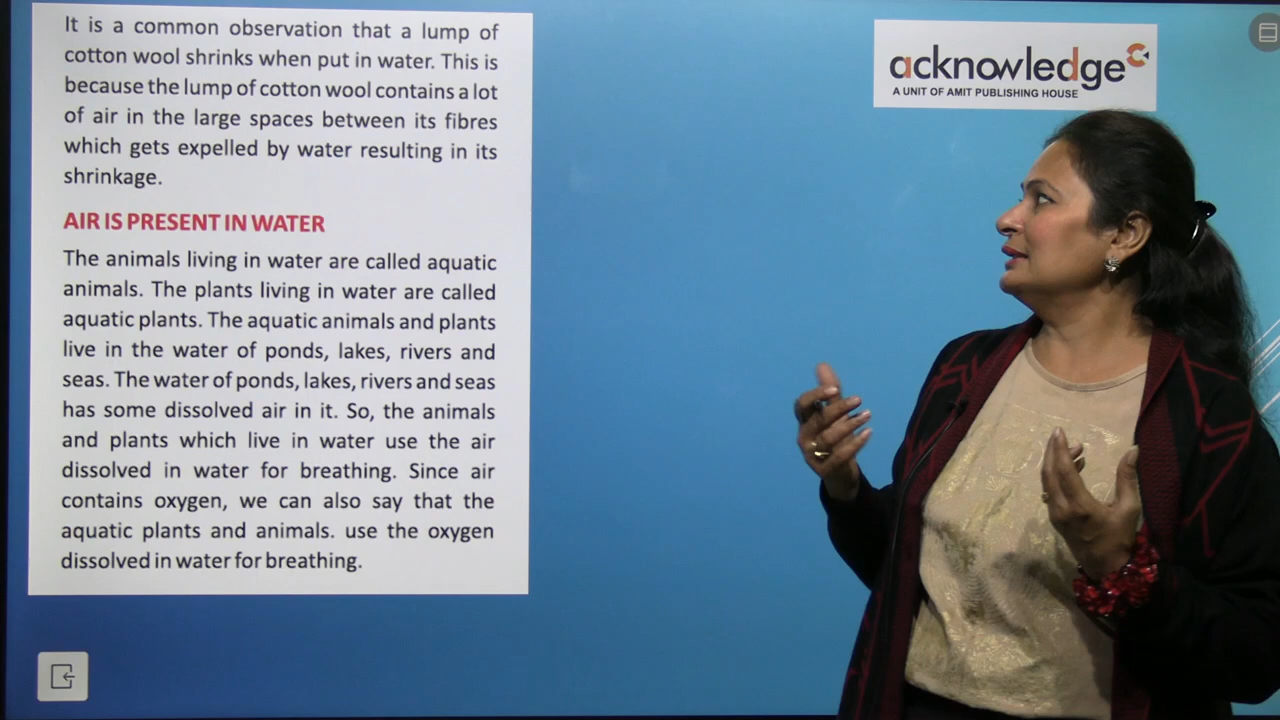 It is a common observation that a lump of
cotton wool shrinks when put in water. This is
because the lump of cotton wool contains a lot
of air in the large spaces between its fibres
which gets expelled by water resulting in its
shrinkage.
AIR IS PRESENT IN WATER
The animals living in water are called aquatic
animals. The plants living in water are called
aquatic plants. The aquatic animals and plants
live in the water of ponds, lakes, rivers and
seas. The water of ponds, lakes, rivers and seas
has some dissolved air in it. So, the animals
and plants which live in water use the air
dissolved in water for breathing. Since air
contains oxygen, we can also say that the
aquatic plants and animals. use the oxygen
dissolved in water for breathing.
acknowledge
A UNIT OF AMIT PUBLISHING HOUSE